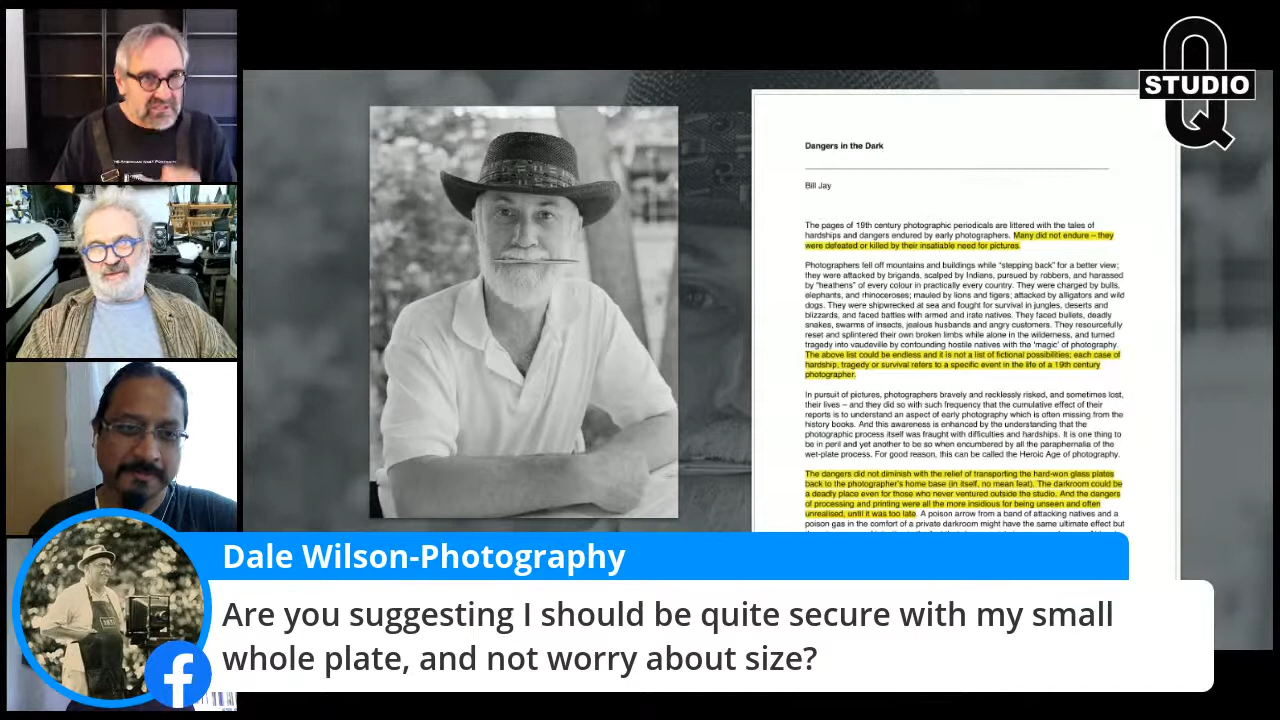 STUDIO
Q
Dangers in the Dark
Bill Jay
The pages of 19th century photographic periodicals are littered with the tales of
hardships and dangers endured by early photographers. Many did not endure – they
were defeated or killed by their insatiable need for pictures.
Photographers fell off mountains and buildings while "stepping back" for a better view;
they were attacked by brigands, scalped by Indians, pursued by robbers, and harassed
by "heathens" of every colour in practically every country. They were charged by bulls,
elephants, and rhinoceroses; mauled by lions and tigers; attacked by alligators and wild
dogs. They were shipwrecked at sea and fought for survival in jungles, deserts and
blizzards, and faced battles with armed and irate natives. They faced bullets, deadly
snakes, swarms of insects, jealous husbands and angry customers. They resourcefully
reset and splintered their own broken limbs while alone in the wilderness, and turned
tragedy into vaudeville by confounding hostile natives with the 'magic' of photography.
The above list could be endless and it is not a list of fictional possibilities; each case of
hardship, tragedy or survival refers to a specific event in the life of a 19th century
photographer.
In pursuit of pictures, photographers bravely and recklessly risked, and sometimes lost,
their lives – and they did so with such frequency that the cumulative effect of their
reports is to understand an aspect of early photography which is often missing from the
history books. And this awareness is enhanced by the understanding that the
photographic process itself was fraught with difficulties and hardships. It is one thing to
be in peril and yet another to be so when encumbered by all the paraphernalia of the
wet-plate process. For good reason, this can be called the Heroic Age of photography.
The dangers did not diminish with the relief of transporting the hard-won glass plates
back to the photographer's home base (in itself, no mean feat). The darkroom could be
a deadly place even for those who never ventured outside the studio. And the dangers
of processing and printing were all the more insidious for being unseen and often
unrealised, until it was too late. A poison arrow from a band of attacking natives and a
poison gas in the comfort of a private darkroom might have the same ultimate effect but
Dale Wilson-Photography
Are you suggesting I should be quite secure with my small
whole plate, and not worry about size?